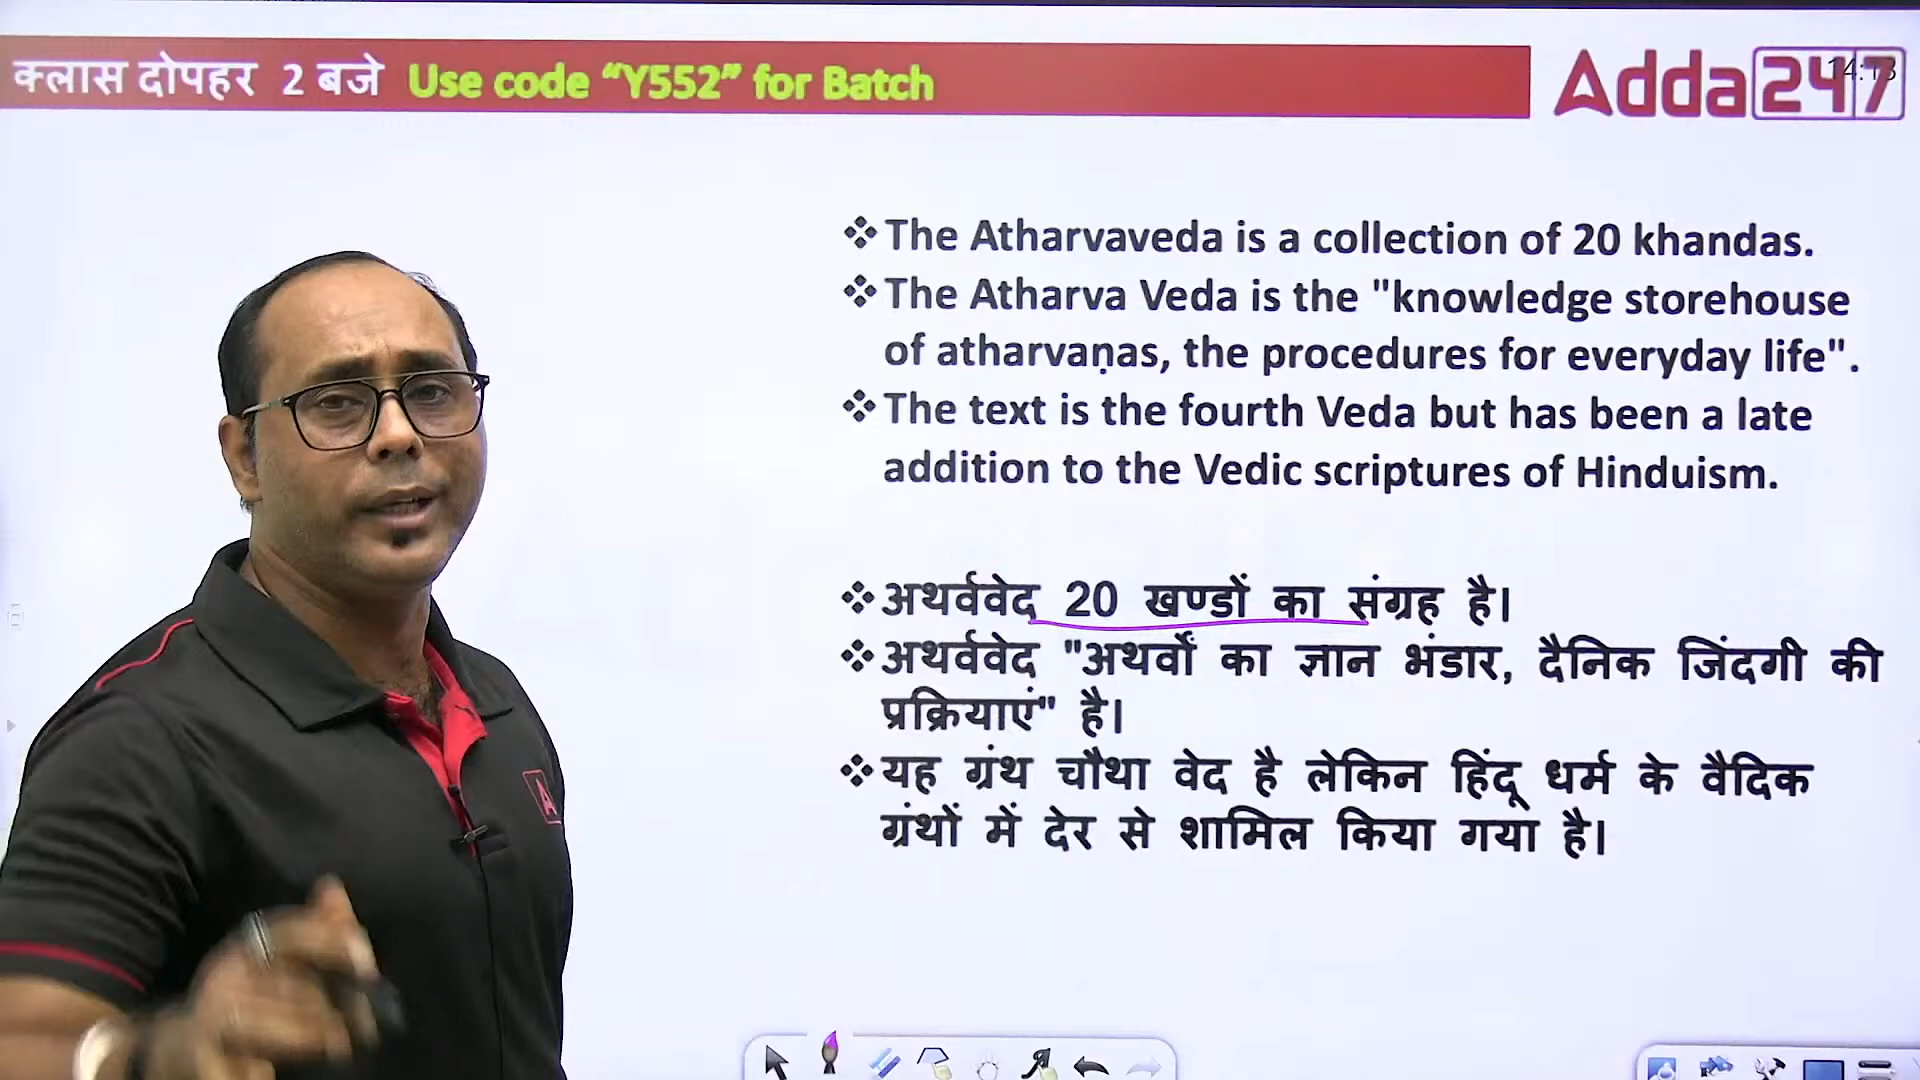 क्लास दोपहर 2 बजे Use code “Y552” for Batch
Adda247
14:13
❖The Atharvaveda is a collection of 20 khandas.
❖The Atharva Veda is the "knowledge storehouse
of atharvaṇas, the procedures for everyday life".
❖The text is the fourth Veda but has been a late
addition to the Vedic scriptures of Hinduism.
❖अथर्ववेद 20 खण्डों का संग्रह है।
❖अथर्ववेद "अथर्वों का ज्ञान भंडार, दैनिक जिंदगी की
प्रक्रियाएं" है।
❖यह ग्रंथ चौथा वेद है लेकिन हिंदू धर्म के वैदिक
ग्रंथों में देर से शामिल किया गया है।
A